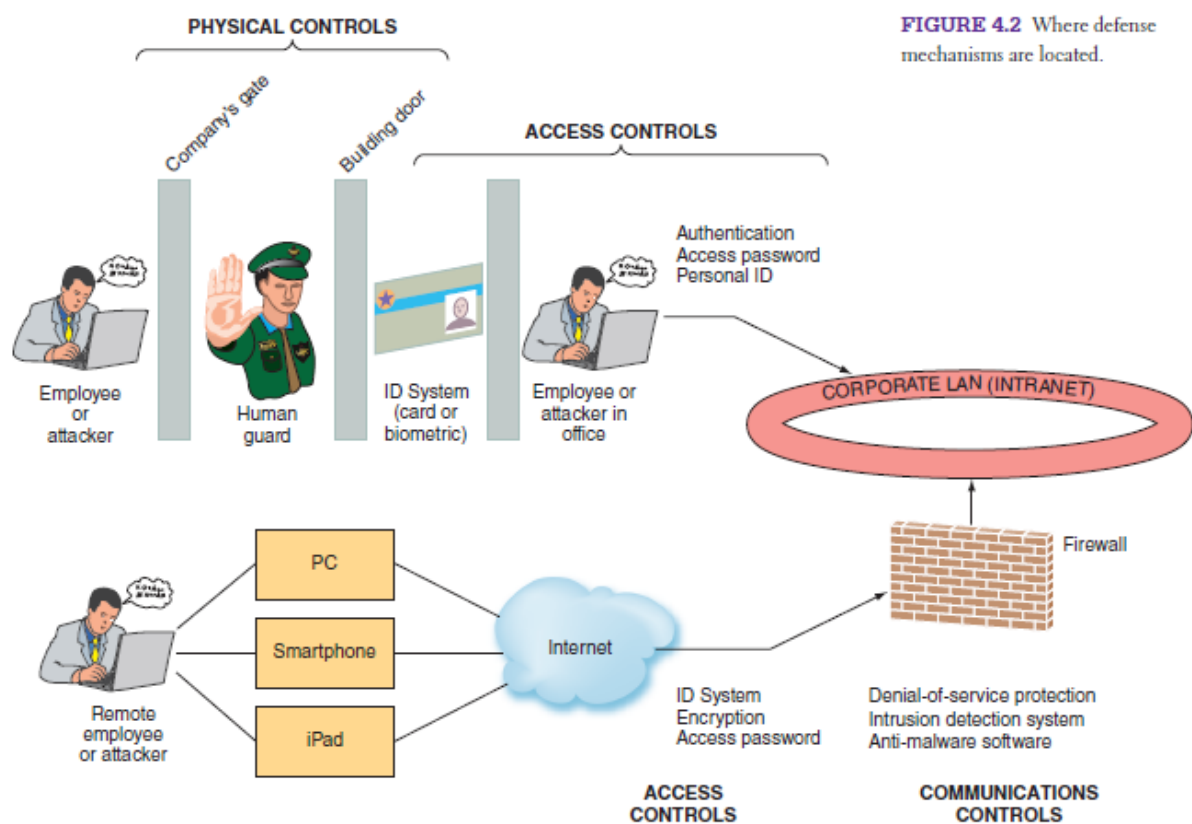 PHYSICAL CONTROLS
FIGURE 4.2 Where defense
mechanisms are located.
Company's gate
Building door
ACCESS CONTROLS
Authentication
Access password
Personal ID
Employee
or
attacker
Human
guard
ID System
(card or
biometric)
Employee or
attacker in
office
CORPORATE LAN (INTRANET)
Firewall
PC
Smartphone
iPad
Internet
Remote
employee
or attacker
ID System
Encryption
Access password
Denial-of-service protection
Intrusion detection system
Anti-malware software
ACCESS
CONTROLS
COMMUNICATIONS
CONTROLS